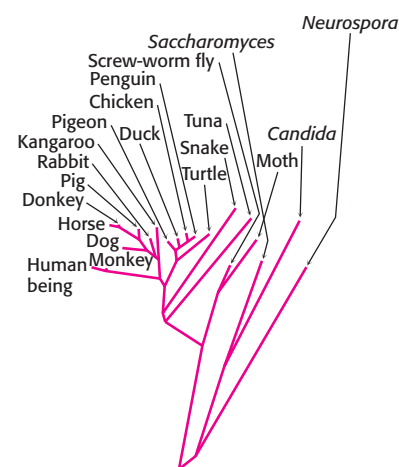 Neurospora
Saccharomyces
Screw-worm fly
Penguin
Chicken
Pigeon
Duck
Tuna
Candida
Kangaroo
Snake
Rabbit
Moth
Pig
Turtle
Donkey
Horse
Dog
Monkey
Human
being